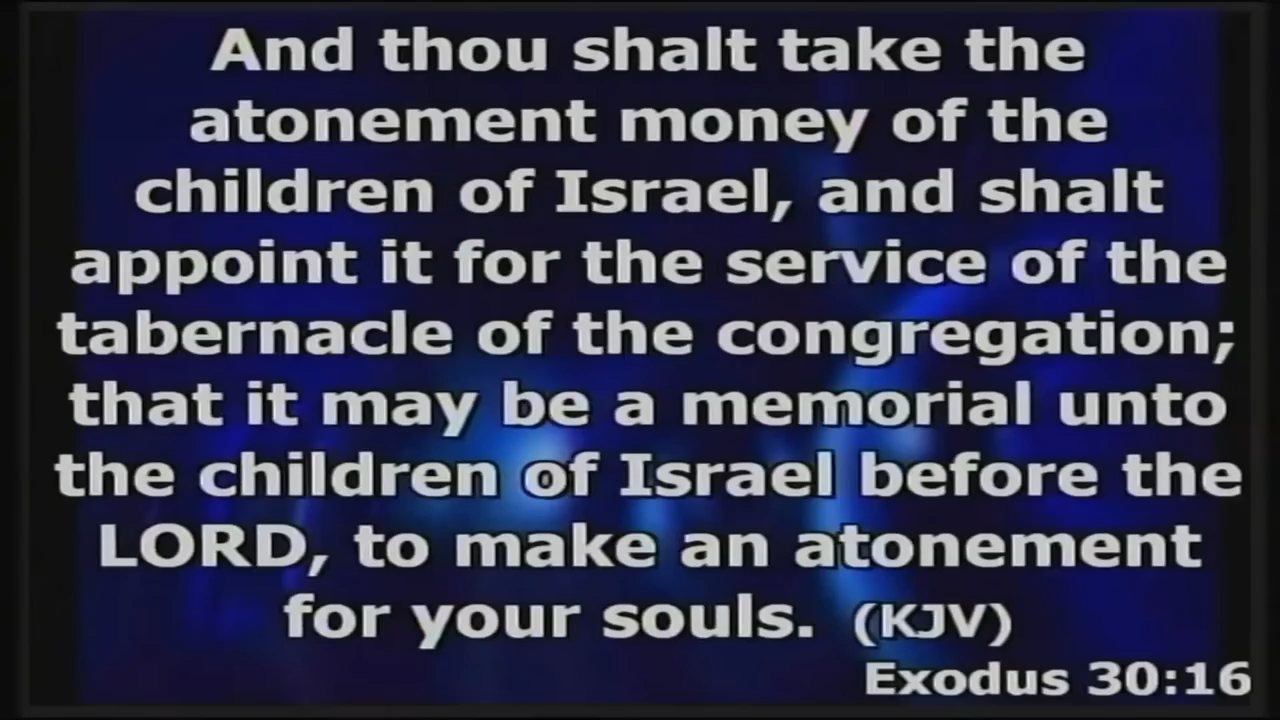 And thou shalt take the
atonement money of the
children of Israel, and shalt
appoint it for the service of the
tabernacle of the congregation;
that it may be a memorial unto
the children of Israel before the
LORD, to make an atonement
for your souls. (KJV)
Exodus 30:16